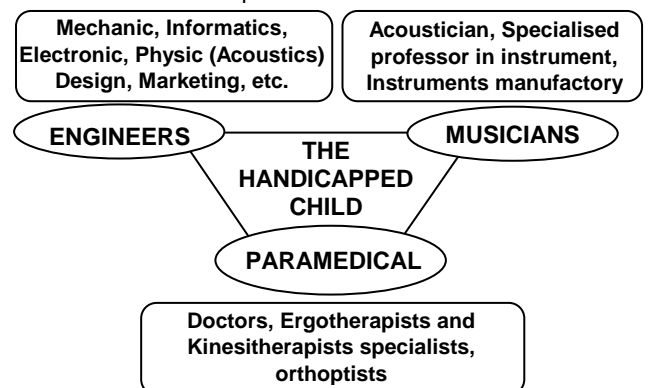 Mechanic, Informatics,
Electronic, Physic (Acoustics)
Design, Marketing, etc.
Acoustician, Specialised
professor in instrument,
Instruments manufactory
ENGINEERS
MUSICIANS
THE
HANDICAPPED
CHILD
PARAMEDICAL
Doctors, Ergotherapists and
Kinesitherapists specialists,
orthoptists